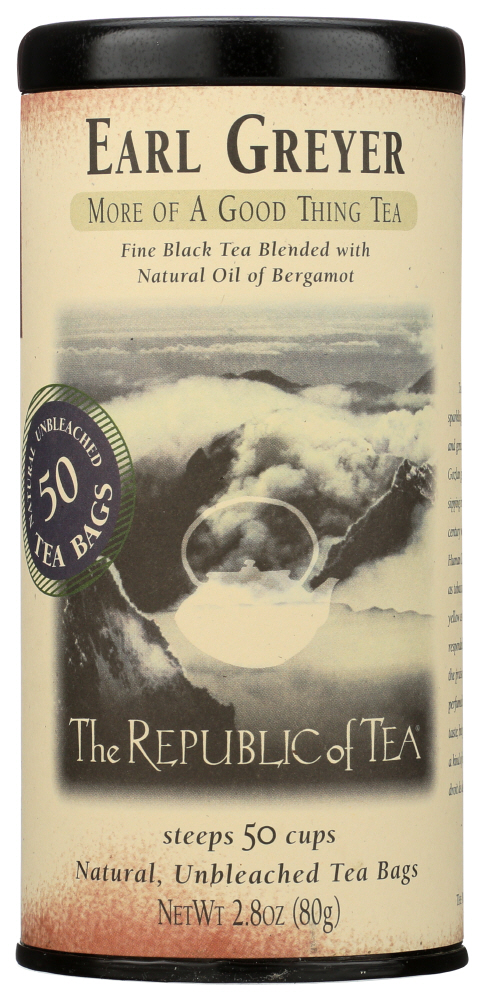 EARL GREYER
MORE OF A GOOD THING TEA
Fine Black Tea Blended with
Natural Oil of Bergamot
NATURAL UNBLEACHED
50
TEA BAGS
The REPUBLIC of TEA
steeps 50 cups
Natural, Unbleached Tea Bags
NETWT 2.8OZ (80g)